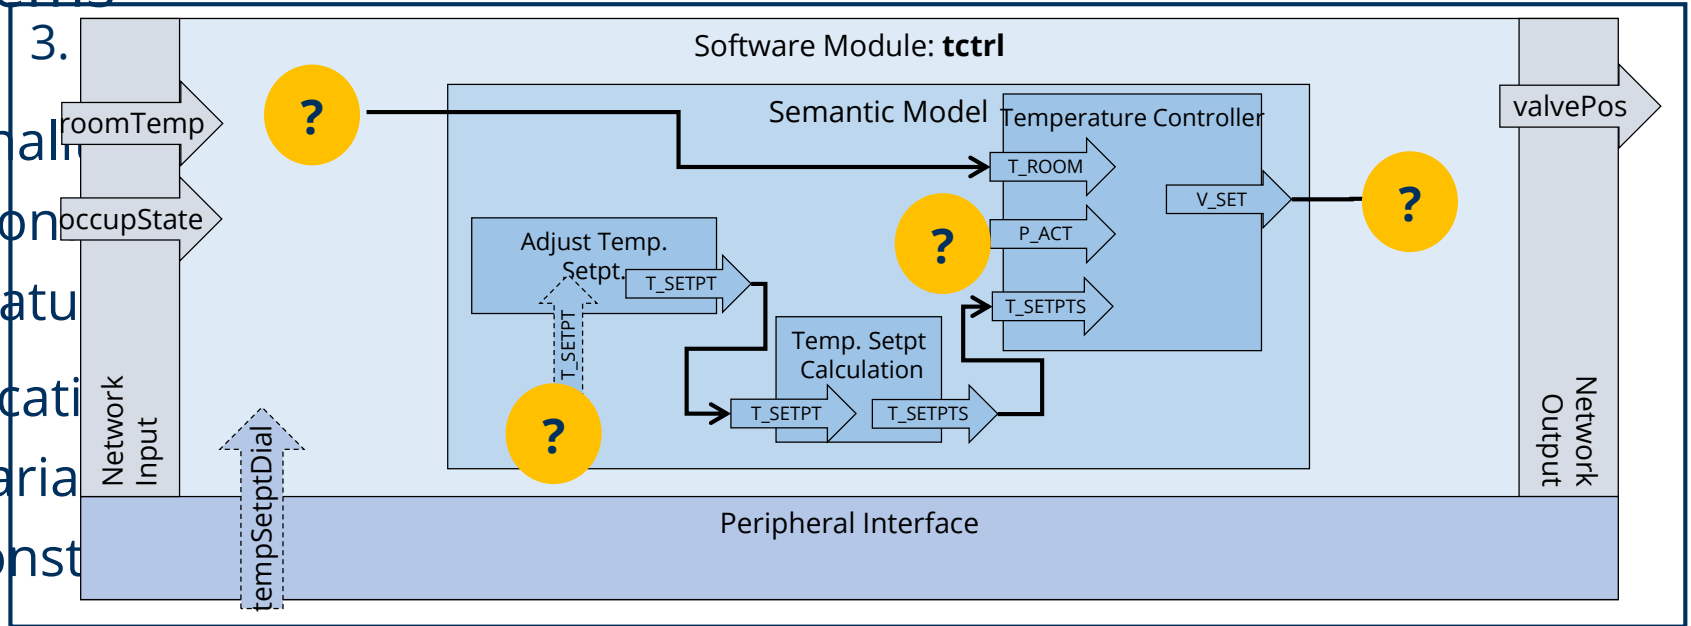 3.
Software Module: tctrl
roomTemp
?
Semantic Model
Temperature Controller
valvePos
T_ROOM
occupState
V_SET
?
?
P_ACT
Adjust Temp.
Setpt.
T_SETPT
T_SETPTS
T_SETPT
Temp. Setpt
Calculation
T_SETPT
T_SETPTS
?
Network
Input
Network
Output
tempSetptDial
Peripheral Interface